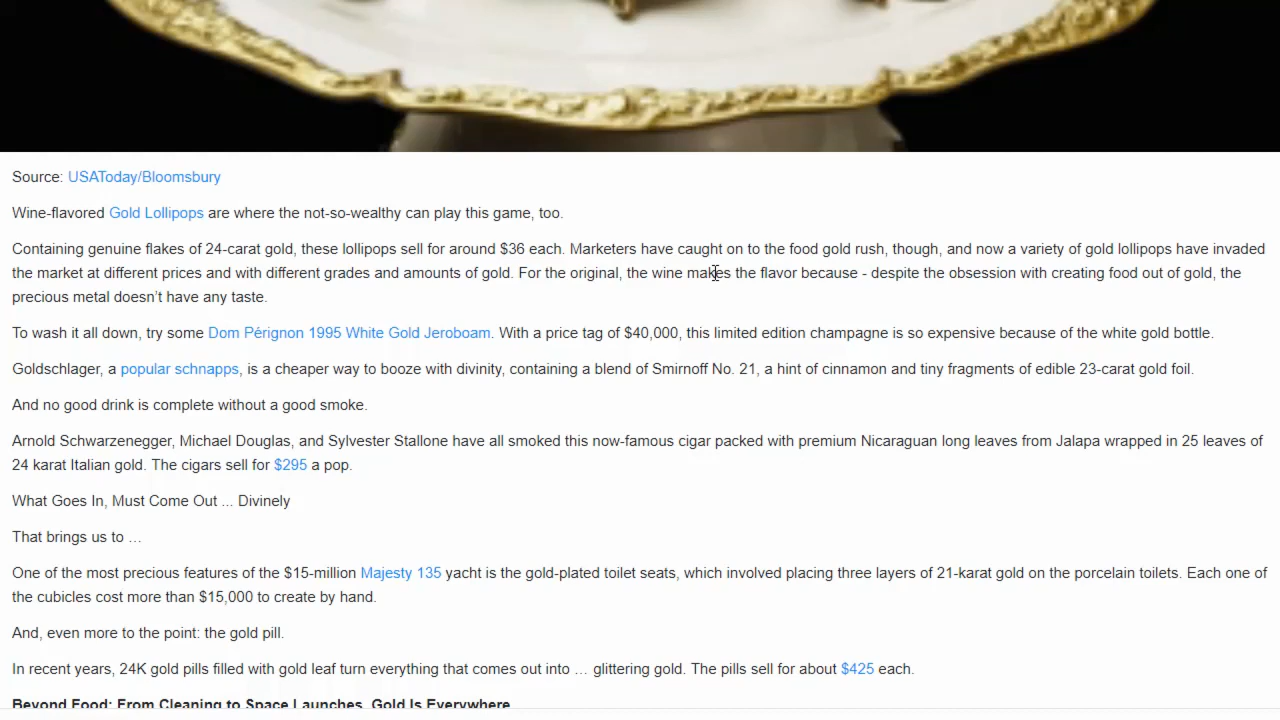 Source: USAToday/Bloomsbury
Wine-flavored Gold Lollipops are where the not-so-wealthy can play this game, too.
Containing genuine flakes of 24-carat gold, these lollipops sell for around $36 each. Marketers have caught on to the food gold rush, though, and now a variety of gold lollipops have invaded
the market at different prices and with different grades and amounts of gold. For the original, the wine makes the flavor because - despite the obsession with creating food out of gold, the
precious metal doesn’t have any taste.
To wash it all down, try some Dom Pérignon 1995 White Gold Jeroboam. With a price tag of $40,000, this limited edition champagne is so expensive because of the white gold bottle.
Goldschlager, a popular schnapps, is a cheaper way to booze with divinity, containing a blend of Smirnoff No. 21, a hint of cinnamon and tiny fragments of edible 23-carat gold foil.
And no good drink is complete without a good smoke.
Arnold Schwarzenegger, Michael Douglas, and Sylvester Stallone have all smoked this now-famous cigar packed with premium Nicaraguan long leaves from Jalapa wrapped in 25 leaves of
24 karat Italian gold. The cigars sell for $295 a pop.
What Goes In, Must Come Out ... Divinely
That brings us to …
One of the most precious features of the $15-million Majesty 135 yacht is the gold-plated toilet seats, which involved placing three layers of 21-karat gold on the porcelain toilets. Each one of
the cubicles cost more than $15,000 to create by hand.
And, even more to the point: the gold pill.
In recent years, 24K gold pills filled with gold leaf turn everything that comes out into … glittering gold. The pills sell for about $425 each.
Beyond Food: From Cleaning to Space Launches, Gold Is Everywhere